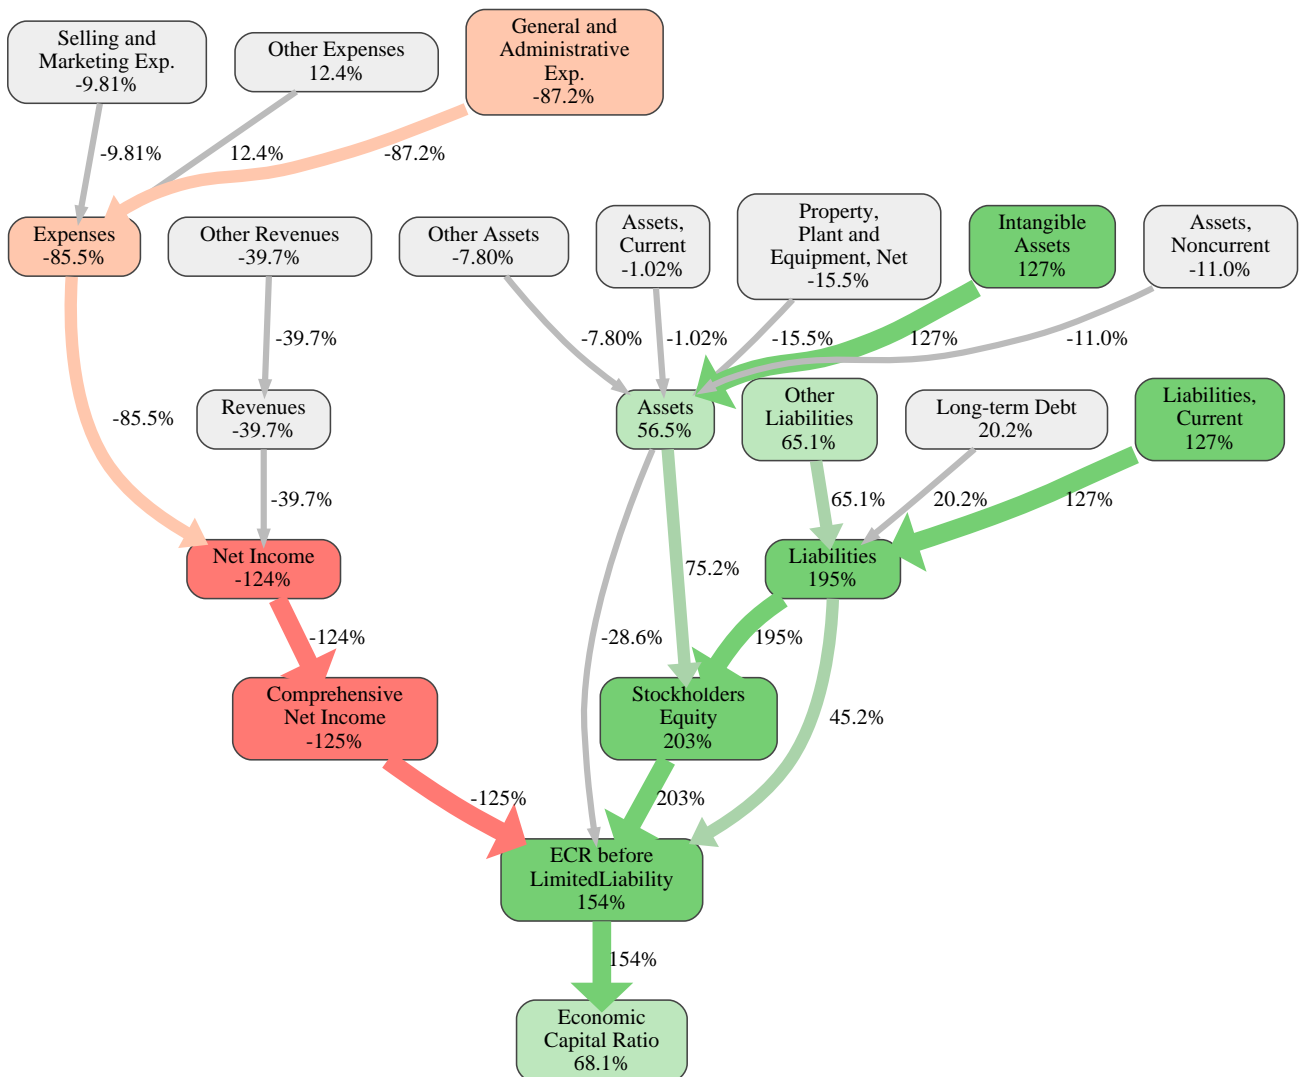 Selling and
Marketing Exp.
-9.81%
Other Expenses
12.4%
General and
Administrative
Exp.
-87.2%
-9.81%
12.4%
-87.2%
Expenses
-85.5%
Other Revenues
-39.7%
Other Assets
-7.80%
Assets,
Current
-1.02%
Property,
Plant and
Equipment, Net
-15.5%
Intangible
Assets
127%
Assets,
Noncurrent
-11.0%
-39.7%
-7.80%
-1.02%
-15.5%
127%
-11.0%
-85.5%
Revenues
-39.7%
Assets
56.5%
Other
Liabilities
65.1%
Long-term Debt
20.2%
Liabilities,
Current
127%
-39.7%
65.1%
20.2%
127%
Net Income
-124%
75.2%
Liabilities
195%
-124%
-28.6%
195%
45.2%
Comprehensive
Net Income
-125%
Stockholders
Equity
203%
-125%
203%
ECR before
LimitedLiability
154%
154%
Economic
Capital Ratio
68.1%